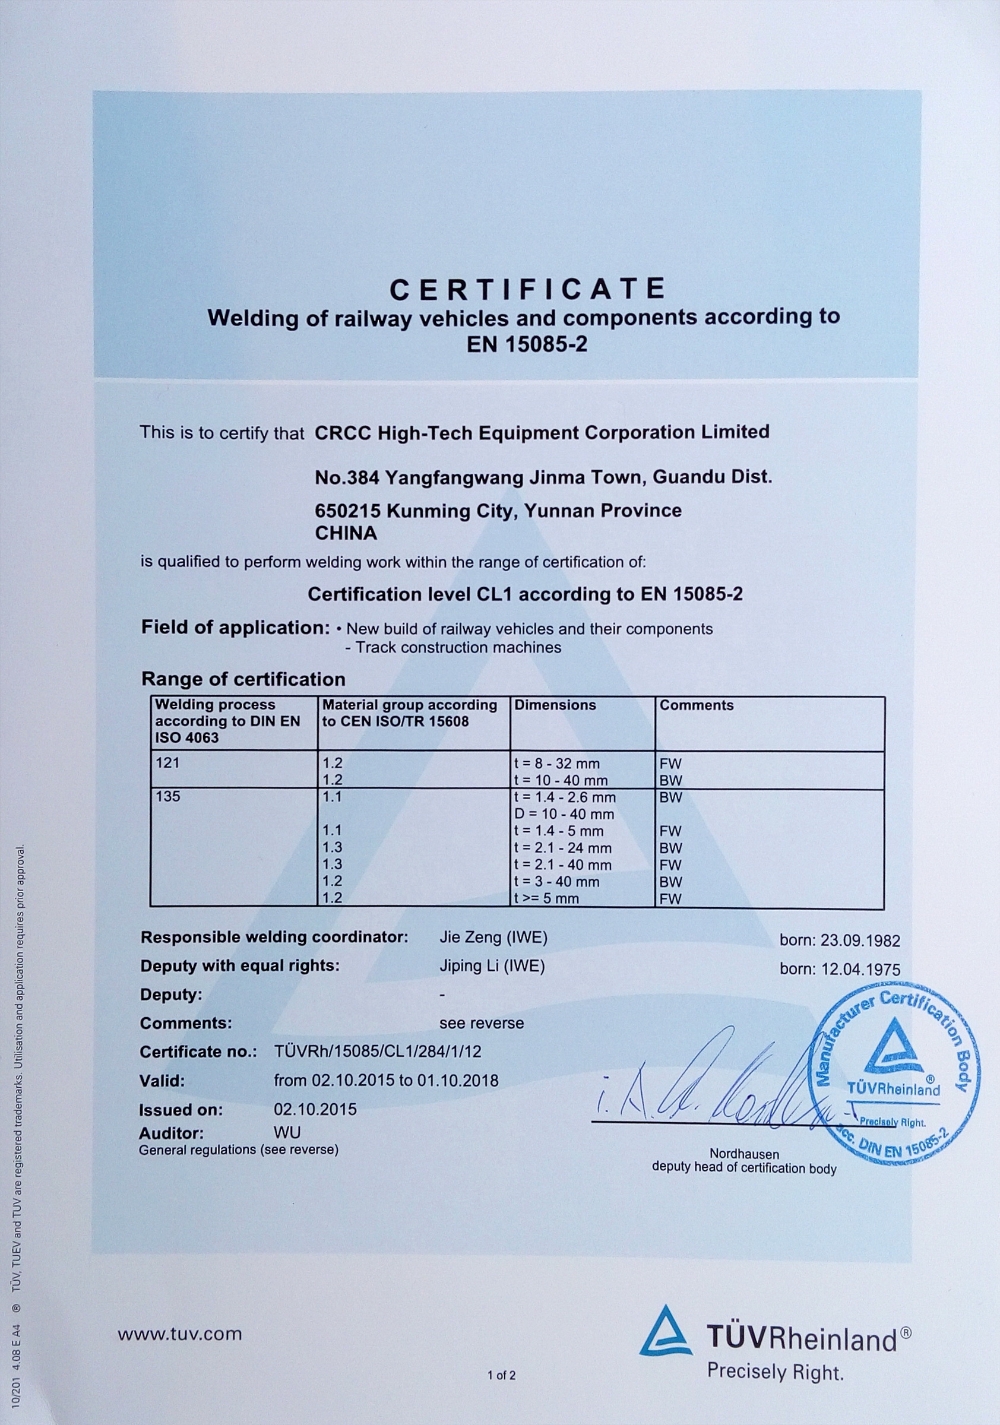 CERTIFICATE
Welding of railway vehicles and components according to
EN 15085-2
This is to certify that CRCC High-Tech Equipment Corporation Limited
No.384 Yangfangwang Jinma Town, Guandu Dist.
650215 Kunming City, Yunnan Province
CHINA
is qualified to perform welding work within the range of certification of:
Certification level CL1 according to EN 15085-2
Field of application: • New build of railway vehicles and their components
- Track construction machines
Range of certification
Welding process according to DIN EN ISO 4063 Material group according to CEN ISO/TR 15608 Dimensions Comments
121 1.2 t = 8 - 32 mm FW
1.2 t = 10 - 40 mm BW
135 1.1 t = 1.4 - 2.6 mm BW
D = 10 - 40 mm
1.1 t = 1.4 - 5 mm FW
1.3 t = 2.1 - 24 mm BW
1.3 t = 2.1 - 40 mm FW
1.2 t = 3 - 40 mm BW
1.2 t >= 5 mm FW
Responsible welding coordinator: Jie Zeng (IWE) born: 23.09.1982
Deputy with equal rights: Jiping Li (IWE) born: 12.04.1975
Deputy: -
Comments: see reverse
Certificate no.: TÜVRh/15085/CL1/284/1/12
Valid: from 02.10.2015 to 01.10.2018
Issued on: 02.10.2015
Auditor: WU
General regulations (see reverse)
Nordhausen
deputy head of certification body
Manufacturer Certification Body
TÜVRheinland®
Precisely Right.
acc. DIN EN 15085-2
www.tuv.com
TÜVRheinland®
Precisely Right.
1 of 2
10/201 4.08 E A4 ® TÜV, TUEV and TUV are registered trademarks. Utilisation and application requires prior approval.